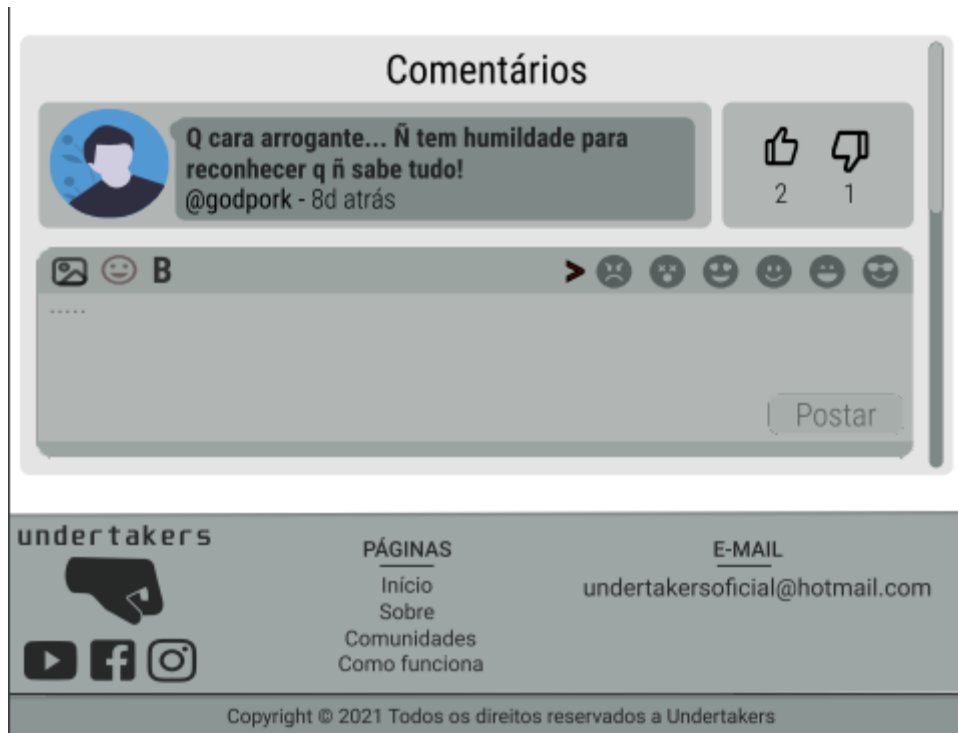 Comentários
Q cara arrogante... Ñ tem humildade para
reconhecer q ñ sabe tudo!
@godpork - 8d atrás
2 1
B >
.....
Postar
undertakers
PÁGINAS
Início
Sobre
Comunidades
Como funciona
E-MAIL
undertakersoficial@hotmail.com
Copyright © 2021 Todos os direitos reservados a Undertakers